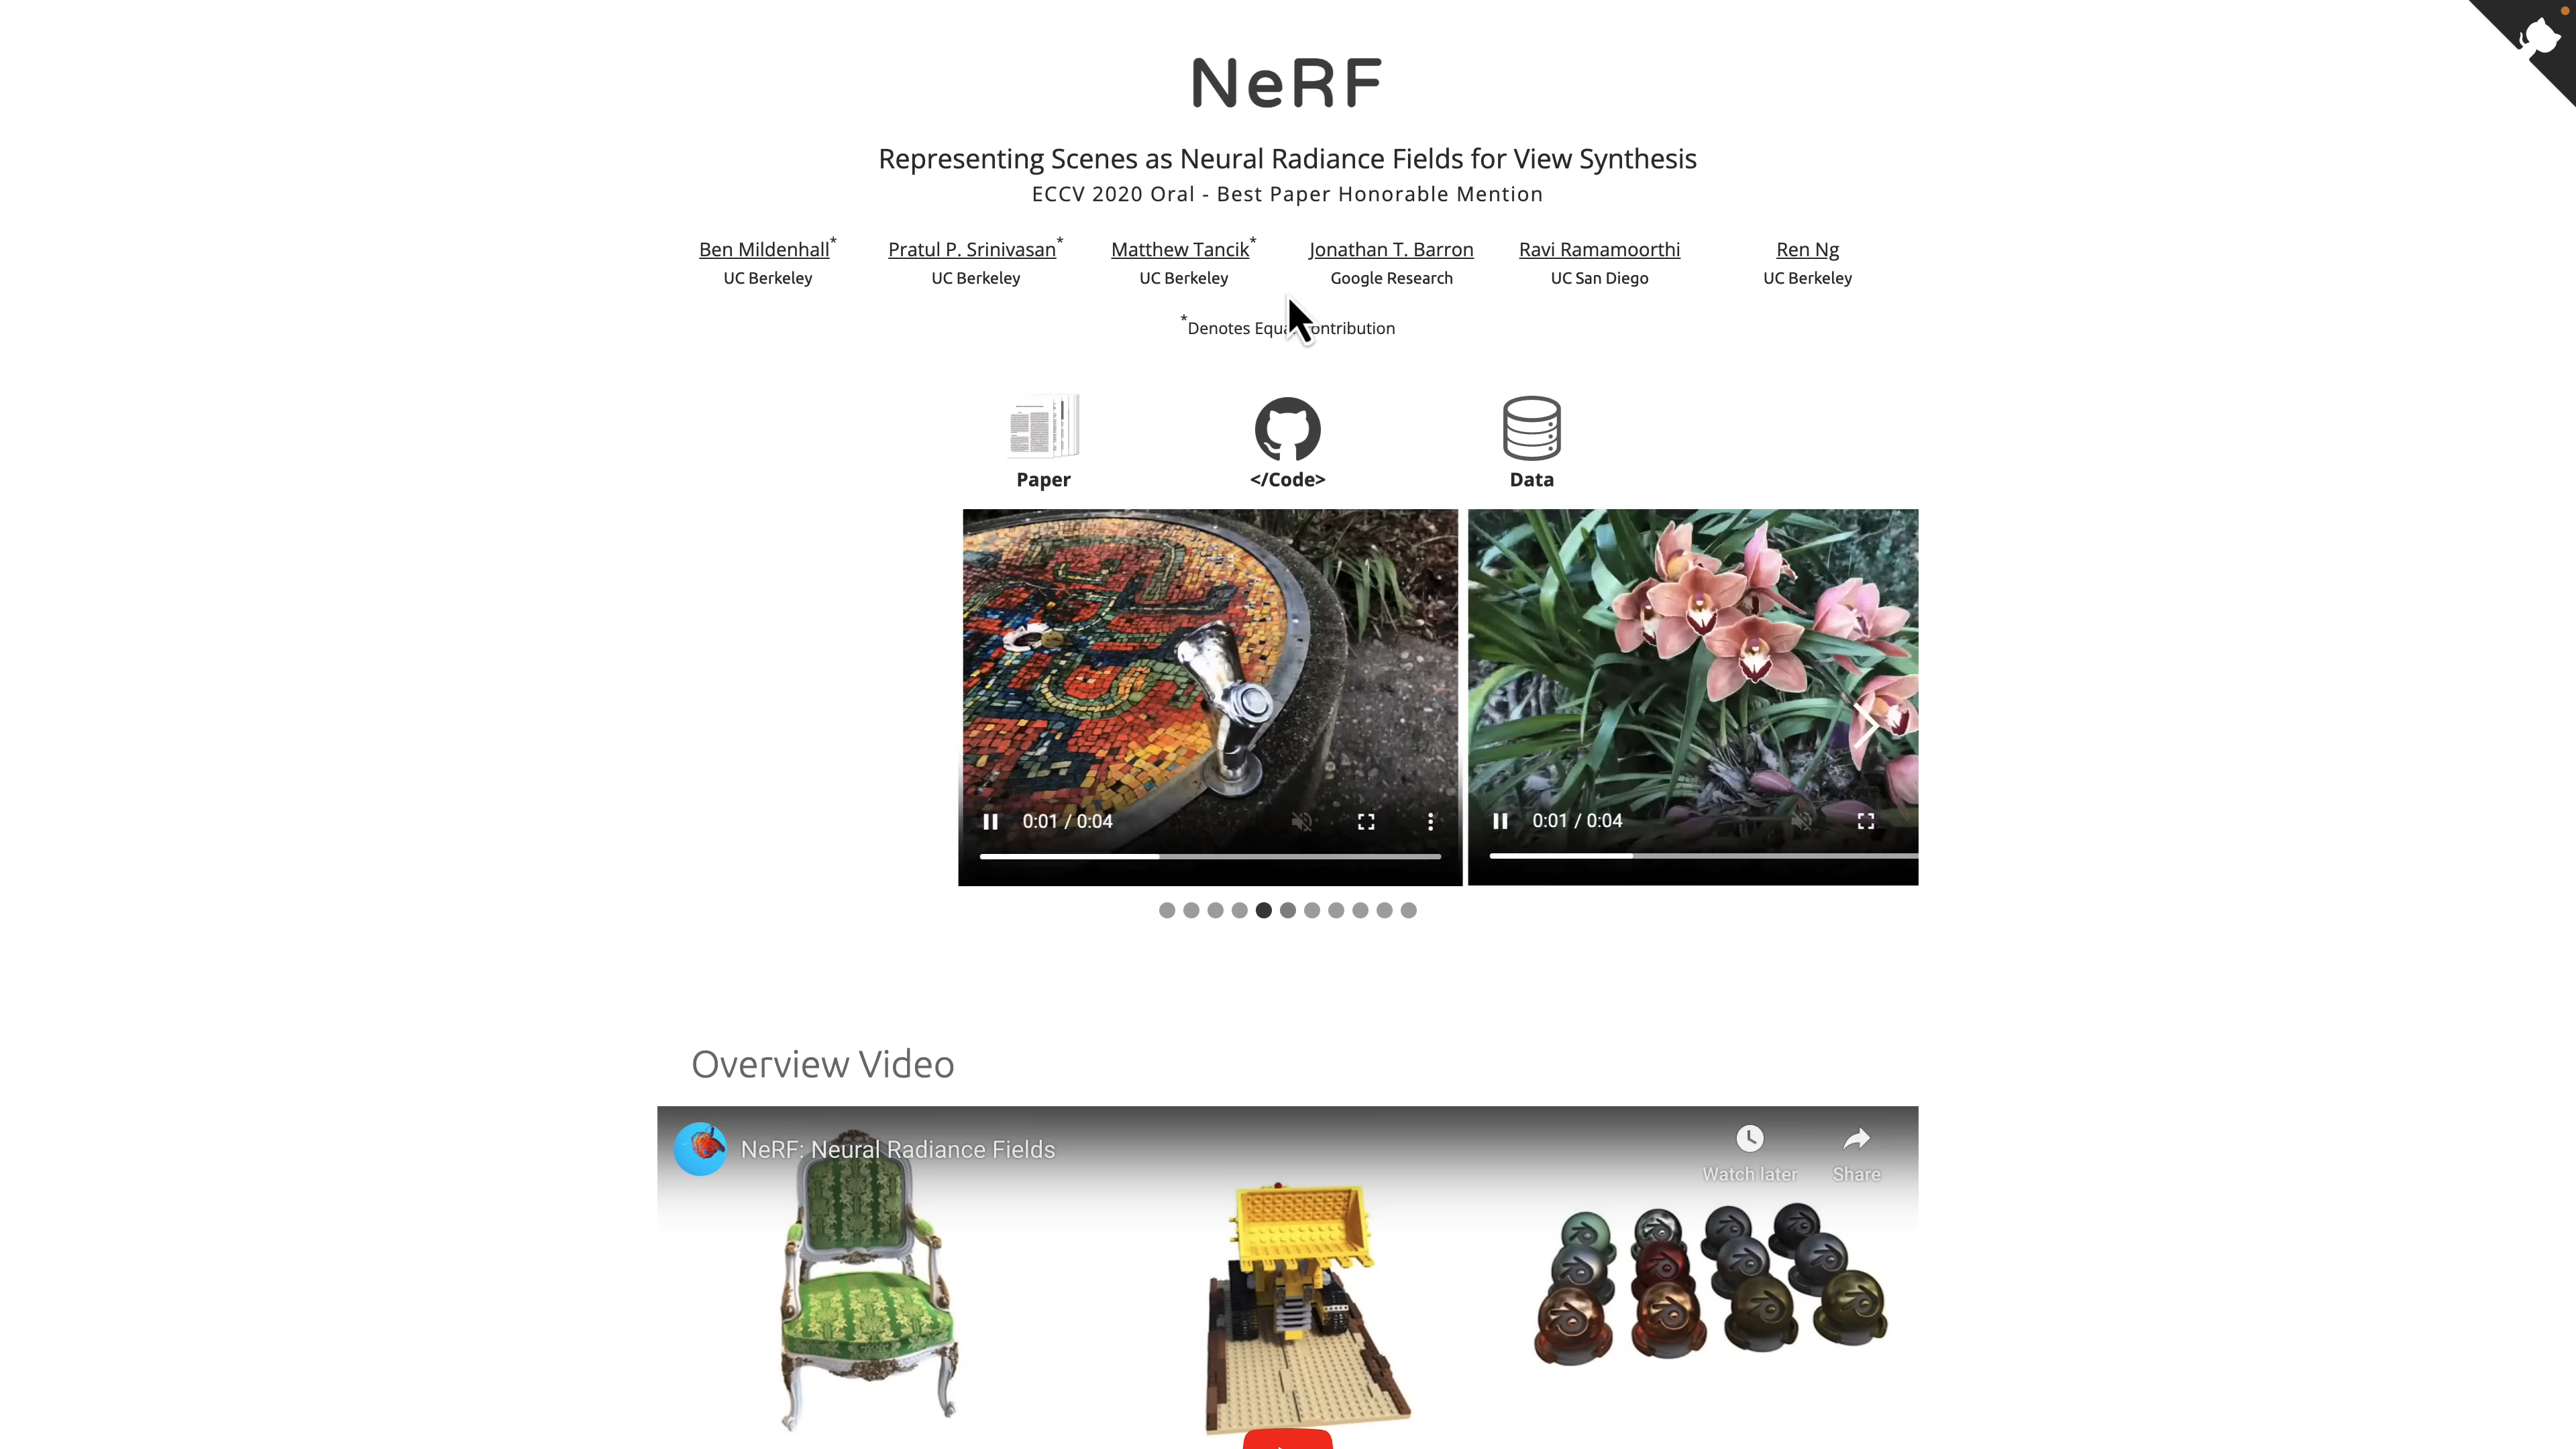 NeRF
Representing Scenes as Neural Radiance Fields for View Synthesis
ECCV 2020 Oral - Best Paper Honorable Mention
Ben Mildenhall* Pratul P. Srinivasan* Matthew Tancik* Jonathan T. Barron Ravi Ramamoorthi Ren Ng
UC Berkeley UC Berkeley UC Berkeley Google Research UC San Diego UC Berkeley
*Denotes Equal Contribution
Paper </Code> Data
0:01 / 0:04 0:01 / 0:04
Overview Video
NeRF: Neural Radiance Fields
Watch later Share